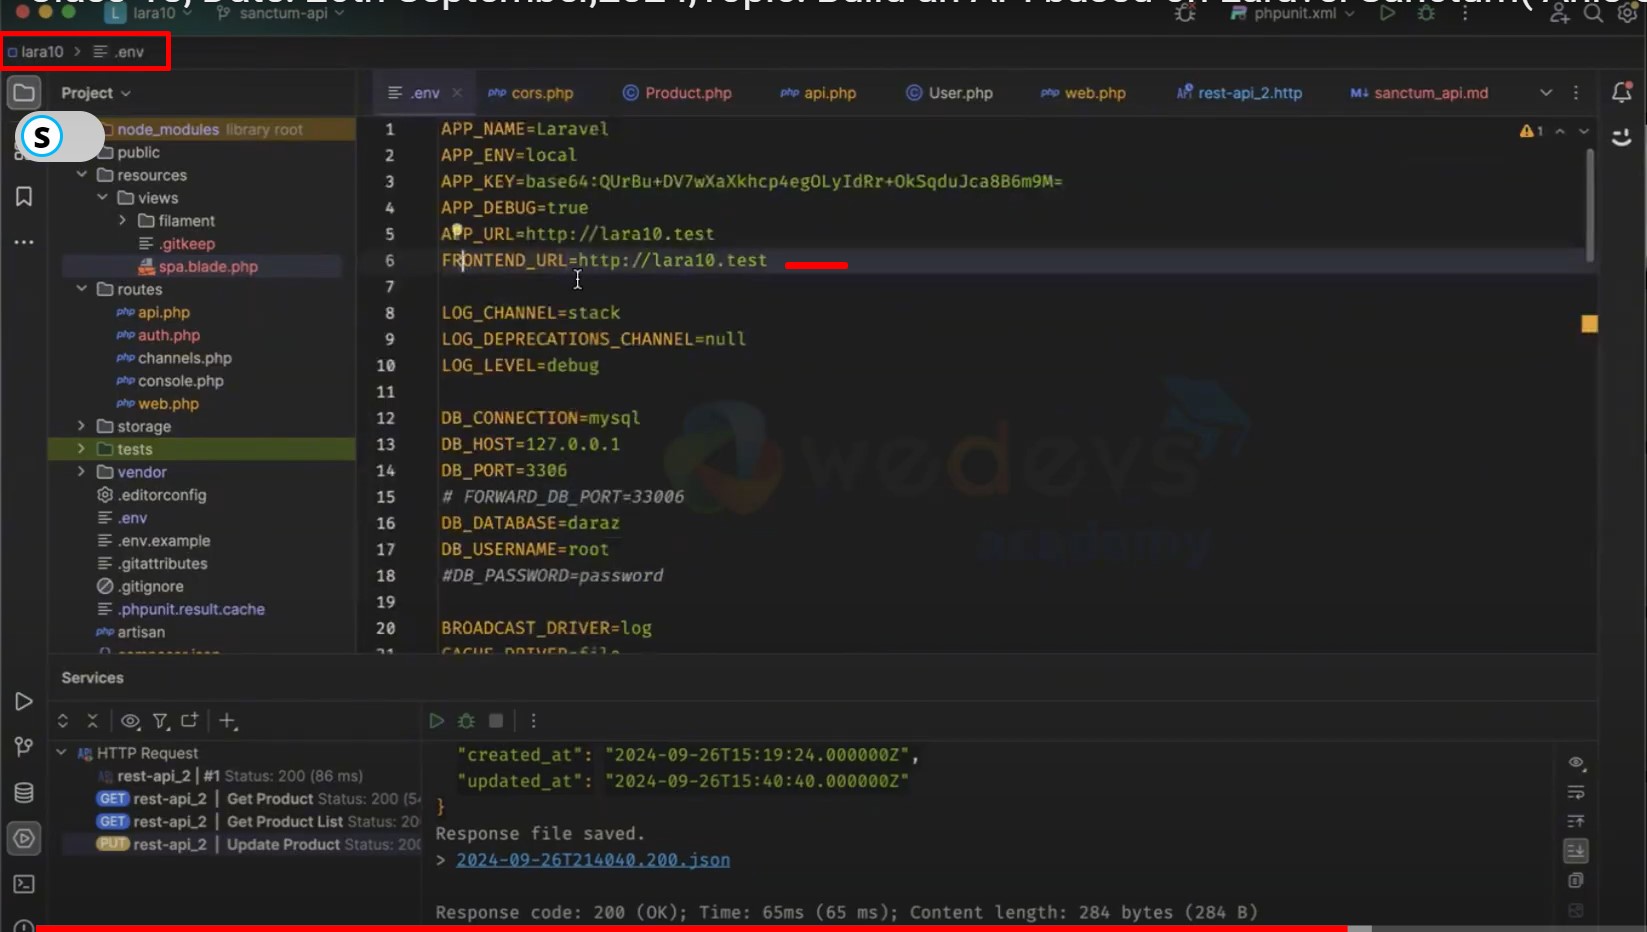 lara10 sanctum-api phpunit.xml
lara10 > .env
Project
.env
cors.php
Product.php
api.php
User.php
web.php
rest-api_2.http
sanctum_api.md
S
node_modules library root
public
resources
views
filament
.gitkeep
spa.blade.php
routes
api.php
auth.php
channels.php
console.php
web.php
storage
tests
vendor
.editorconfig
.env
.env.example
.gitattributes
.gitignore
.phpunit.result.cache
artisan
1 APP_NAME=Laravel
2 APP_ENV=local
3 APP_KEY=base64:QUrBu+DV7wXaXkhcp4egOLyIdRr+OkSqduJca8B6m9M=
4 APP_DEBUG=true
5 APP_URL=http://lara10.test
6 FRONTEND_URL=http://lara10.test
7
8 LOG_CHANNEL=stack
9 LOG_DEPRECATIONS_CHANNEL=null
10 LOG_LEVEL=debug
11
12 DB_CONNECTION=mysql
13 DB_HOST=127.0.0.1
14 DB_PORT=3306
15 # FORWARD_DB_PORT=33006
16 DB_DATABASE=daraz
17 DB_USERNAME=root
18 #DB_PASSWORD=password
19
20 BROADCAST_DRIVER=log
1
wedevs
academy
Services
HTTP Request
rest-api_2 | #1 Status: 200 (86 ms)
GET rest-api_2 | Get Product Status: 200 (54
GET rest-api_2 | Get Product List Status: 20
PUT rest-api_2 | Update Product Status: 200
"created_at": "2024-09-26T15:19:24.000000Z",
"updated_at": "2024-09-26T15:40:40.000000Z"
}
Response file saved.
> 2024-09-26T214040.200.json
Response code: 200 (OK); Time: 65ms (65 ms); Content length: 284 bytes (284 B)